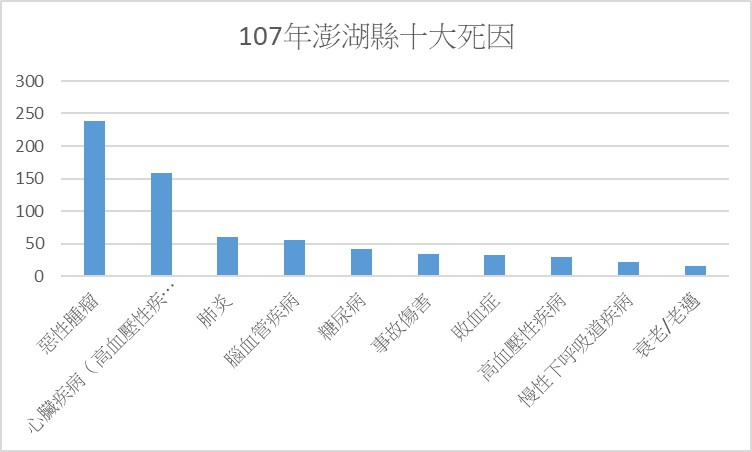 107年澎湖縣十大死因
300
250
200
150
100
50
0
惡性腫瘤
心臟疾病（高血壓性疾…
肺炎
腦血管疾病
糖尿病
事故傷害
敗血症
高血壓性疾病
慢性下呼吸道疾病
衰老/老邁